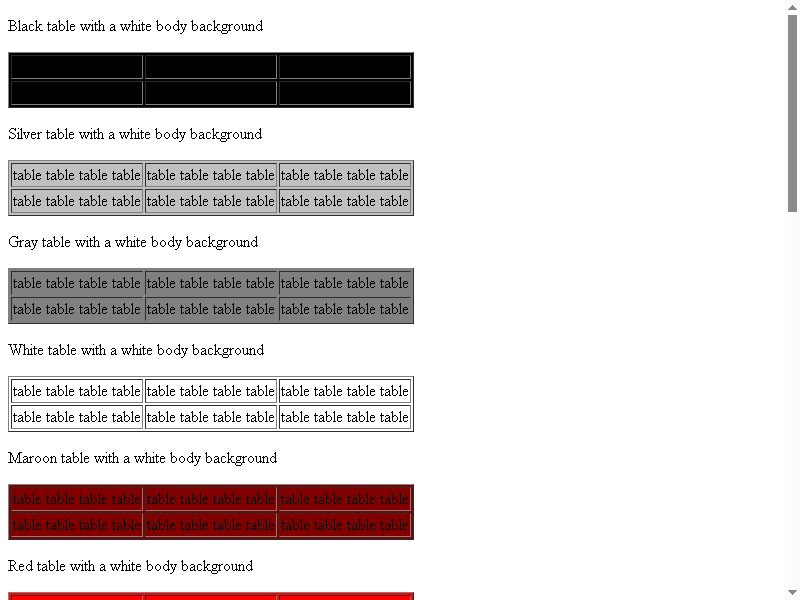 Black table with a white body background
Silver table with a white body background
table table table table table table table table table table table table
table table table table table table table table table table table table
Gray table with a white body background
table table table table table table table table table table table table
table table table table table table table table table table table table
White table with a white body background
table table table table table table table table table table table table
table table table table table table table table table table table table
Maroon table with a white body background
table table table table table table table table table table table table
table table table table table table table table table table table table
Red table with a white body background